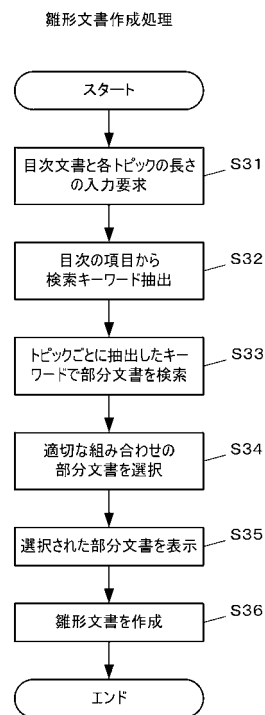 雛形文書作成処理
スタート
目次文書と各トピックの長さ
の入力要求
S31
目次の項目から
検索キーワード抽出
S32
トピックごとに抽出したキー
ワードで部分文書を検索
S33
適切な組み合わせの
部分文書を選択
S34
選択された部分文書を表示
S35
雛形文書を作成
S36
エンド